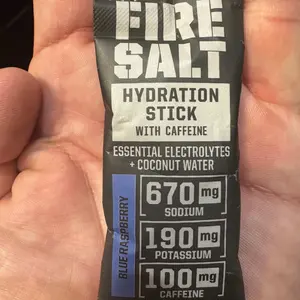 FIRE
SALT
HYDRATION
STICK
WITH CAFFEINE
ESSENTIAL ELECTROLYTES
+ COCONUT WATER
BLUE RASPBERRY
670 mg
SODIUM
190 mg
POTASSIUM
100 mg
CAFFEINE